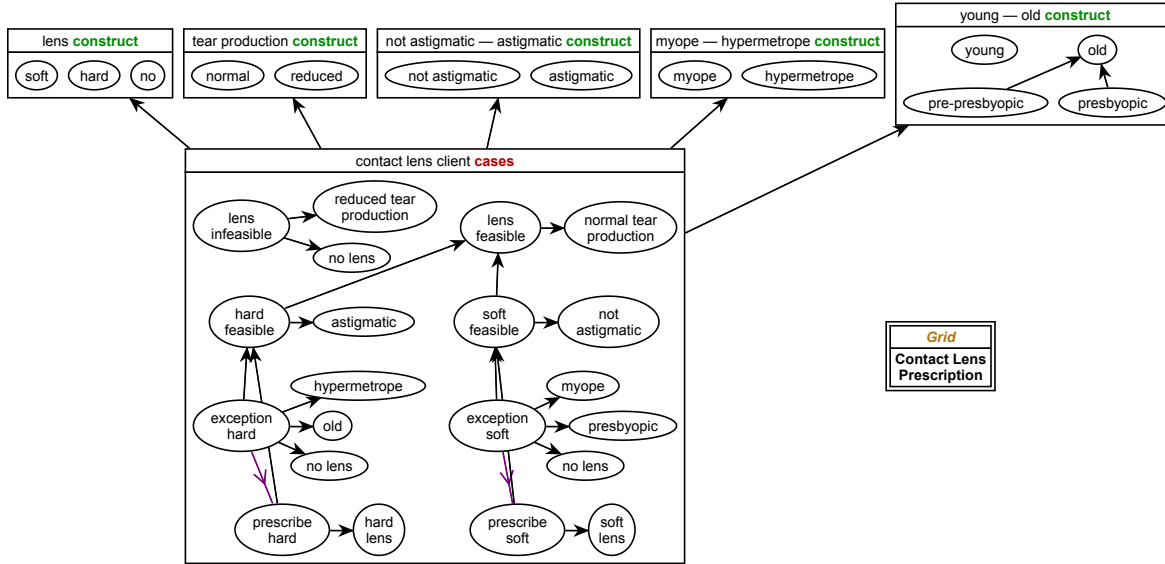 lens construct
soft
hard
no
tear production construct
normal
reduced
not astigmatic — astigmatic construct
not astigmatic
astigmatic
myope — hypermetrope construct
myope
hypermetrope
young — old construct
young
old
pre-presbyopic
presbyopic
contact lens client cases
lens
infeasible
reduced tear
production
no lens
lens
feasible
normal tear
production
hard
feasible
astigmatic
soft
feasible
not
astigmatic
exception
hard
hypermetrope
old
no lens
exception
soft
myope
presbyopic
no lens
prescribe
hard
hard
lens
prescribe
soft
soft
lens
Grid
Contact Lens
Prescription